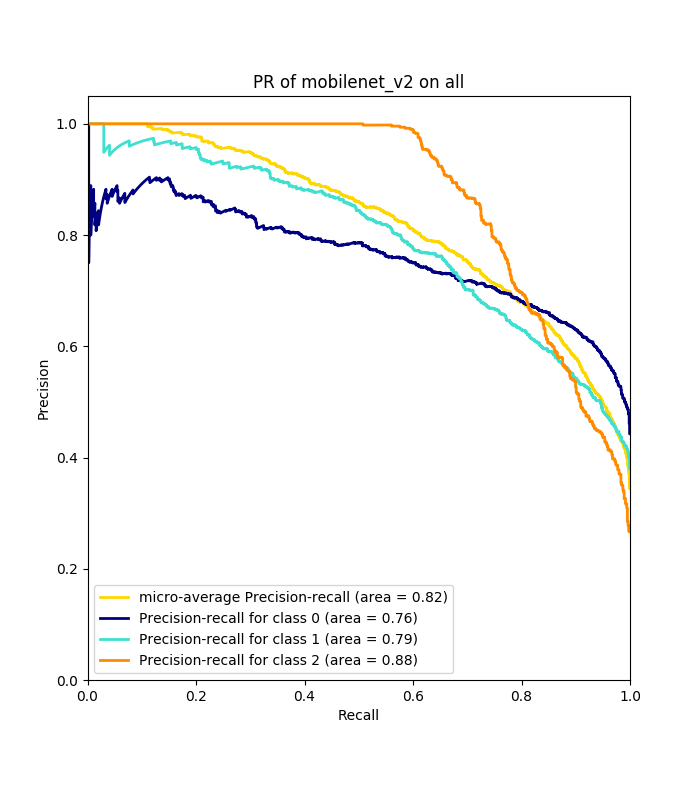 PR of mobilenet_v2 on all
1.0
0.8
0.6
0.4
0.2
0.0
Precision
micro-average Precision-recall (area = 0.82)
Precision-recall for class 0 (area = 0.76)
Precision-recall for class 1 (area = 0.79)
Precision-recall for class 2 (area = 0.88)
0.0 0.2 0.4 0.6 0.8 1.0
Recall